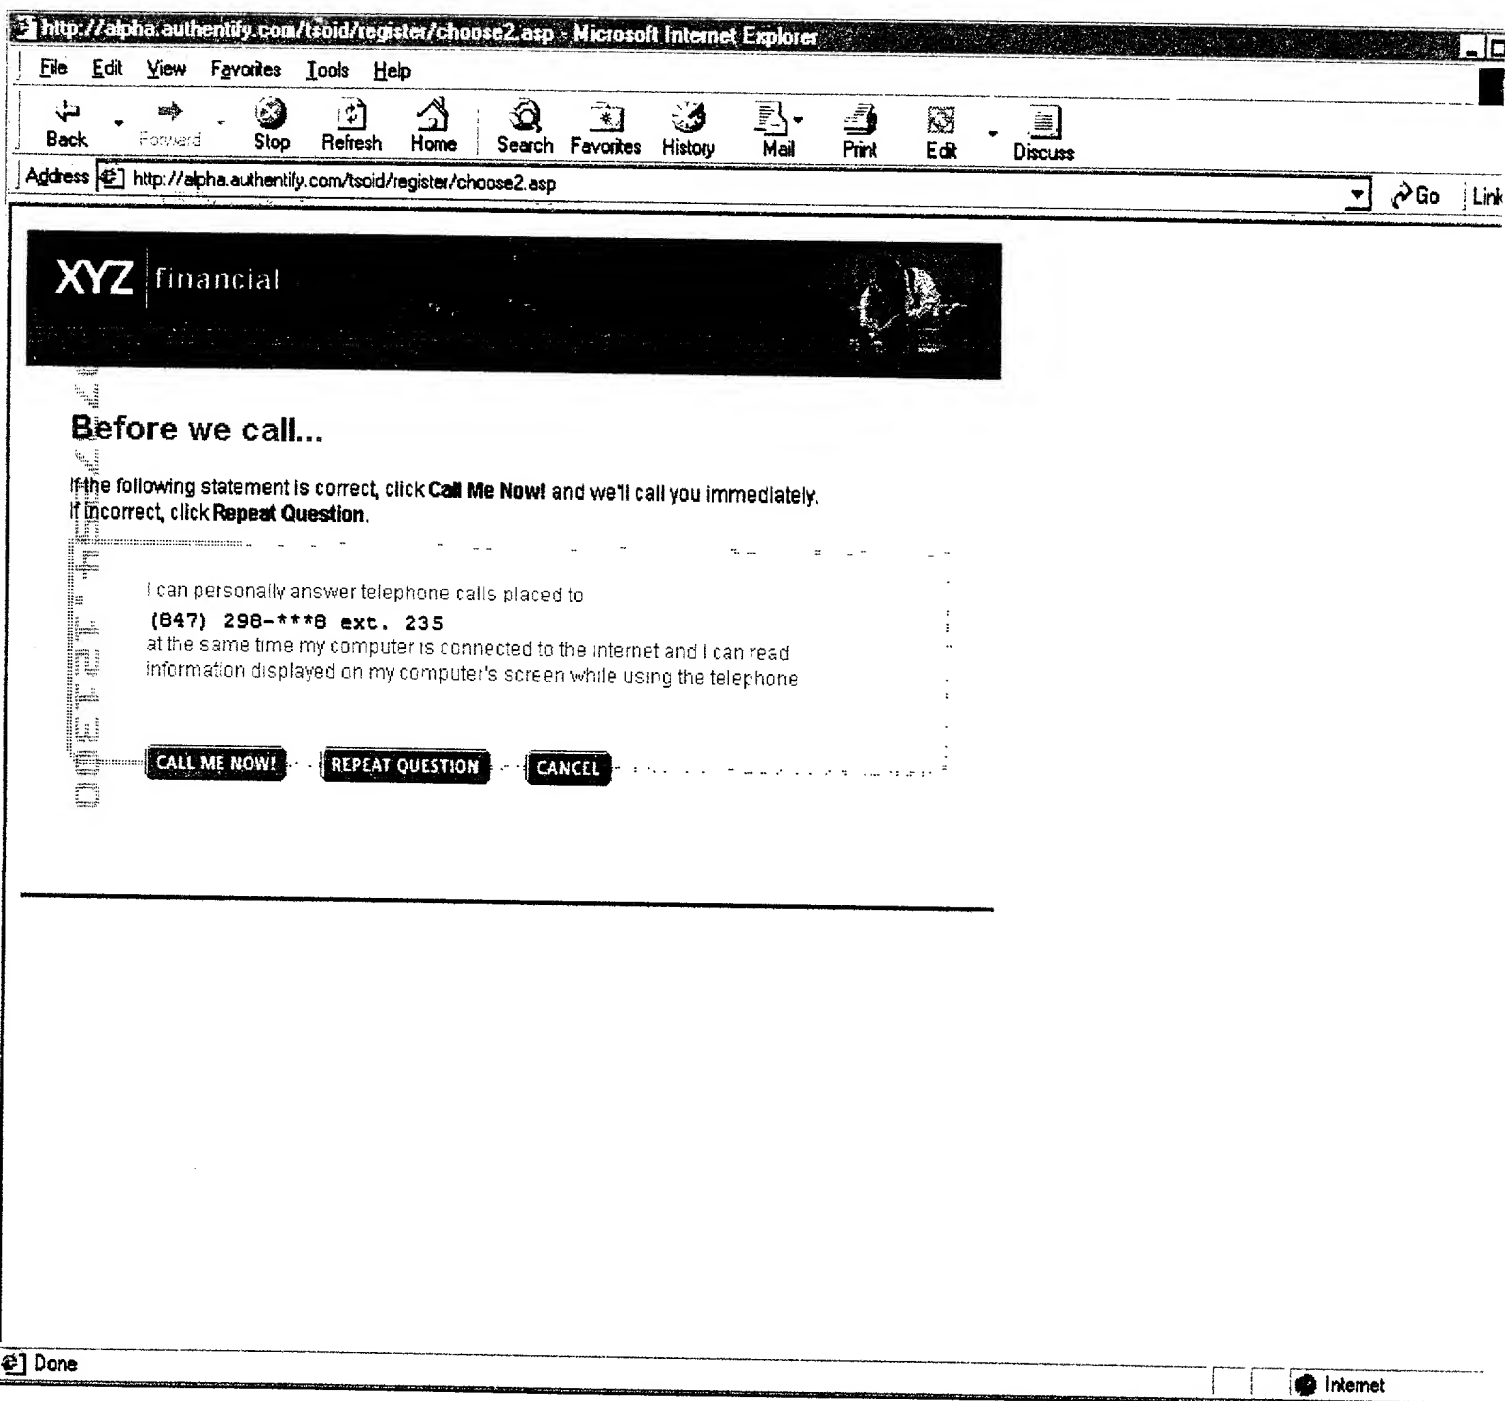 http://alpha.authentify.com/tsoid/register/choose2.asp - Microsoft Internet Explorer
File Edit View Favorites Tools Help
Back Forward Stop Refresh Home Search Favorites History Mail Print Edit Discuss
Address http://alpha.authentify.com/tsoid/register/choose2.asp Go Link
XYZ financial
Before we call...
If the following statement is correct, click Call Me Now! and we'll call you immediately.
If incorrect, click Repeat Question.
I can personally answer telephone calls placed to
(847) 298-***8 ext. 235
at the same time my computer is connected to the internet and I can read
information displayed on my computer's screen while using the telephone
CALL ME NOW! REPEAT QUESTION CANCEL
Done
Internet